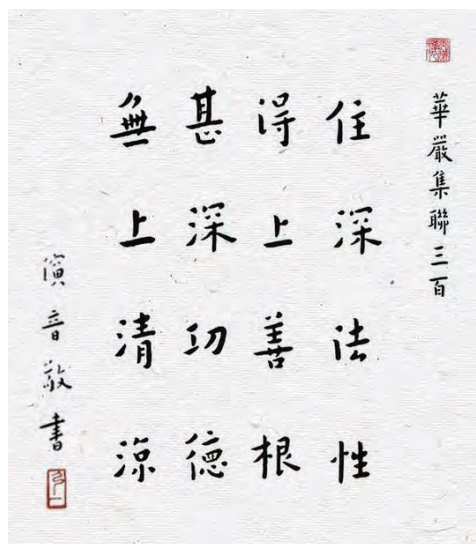 華嚴集聯三百
住深法性
得上善根
甚深功德
無上清涼
演音敬書